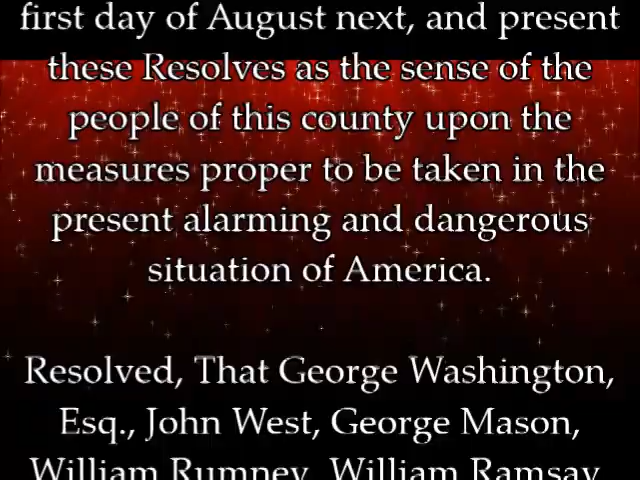 first day of August next, and present
these Resolves as the sense of the
people of this county upon the
measures proper to be taken in the
present alarming and dangerous
situation of America.
Resolved, That George Washington,
Esq., John West, George Mason,
William Rumney, William Ramsay,